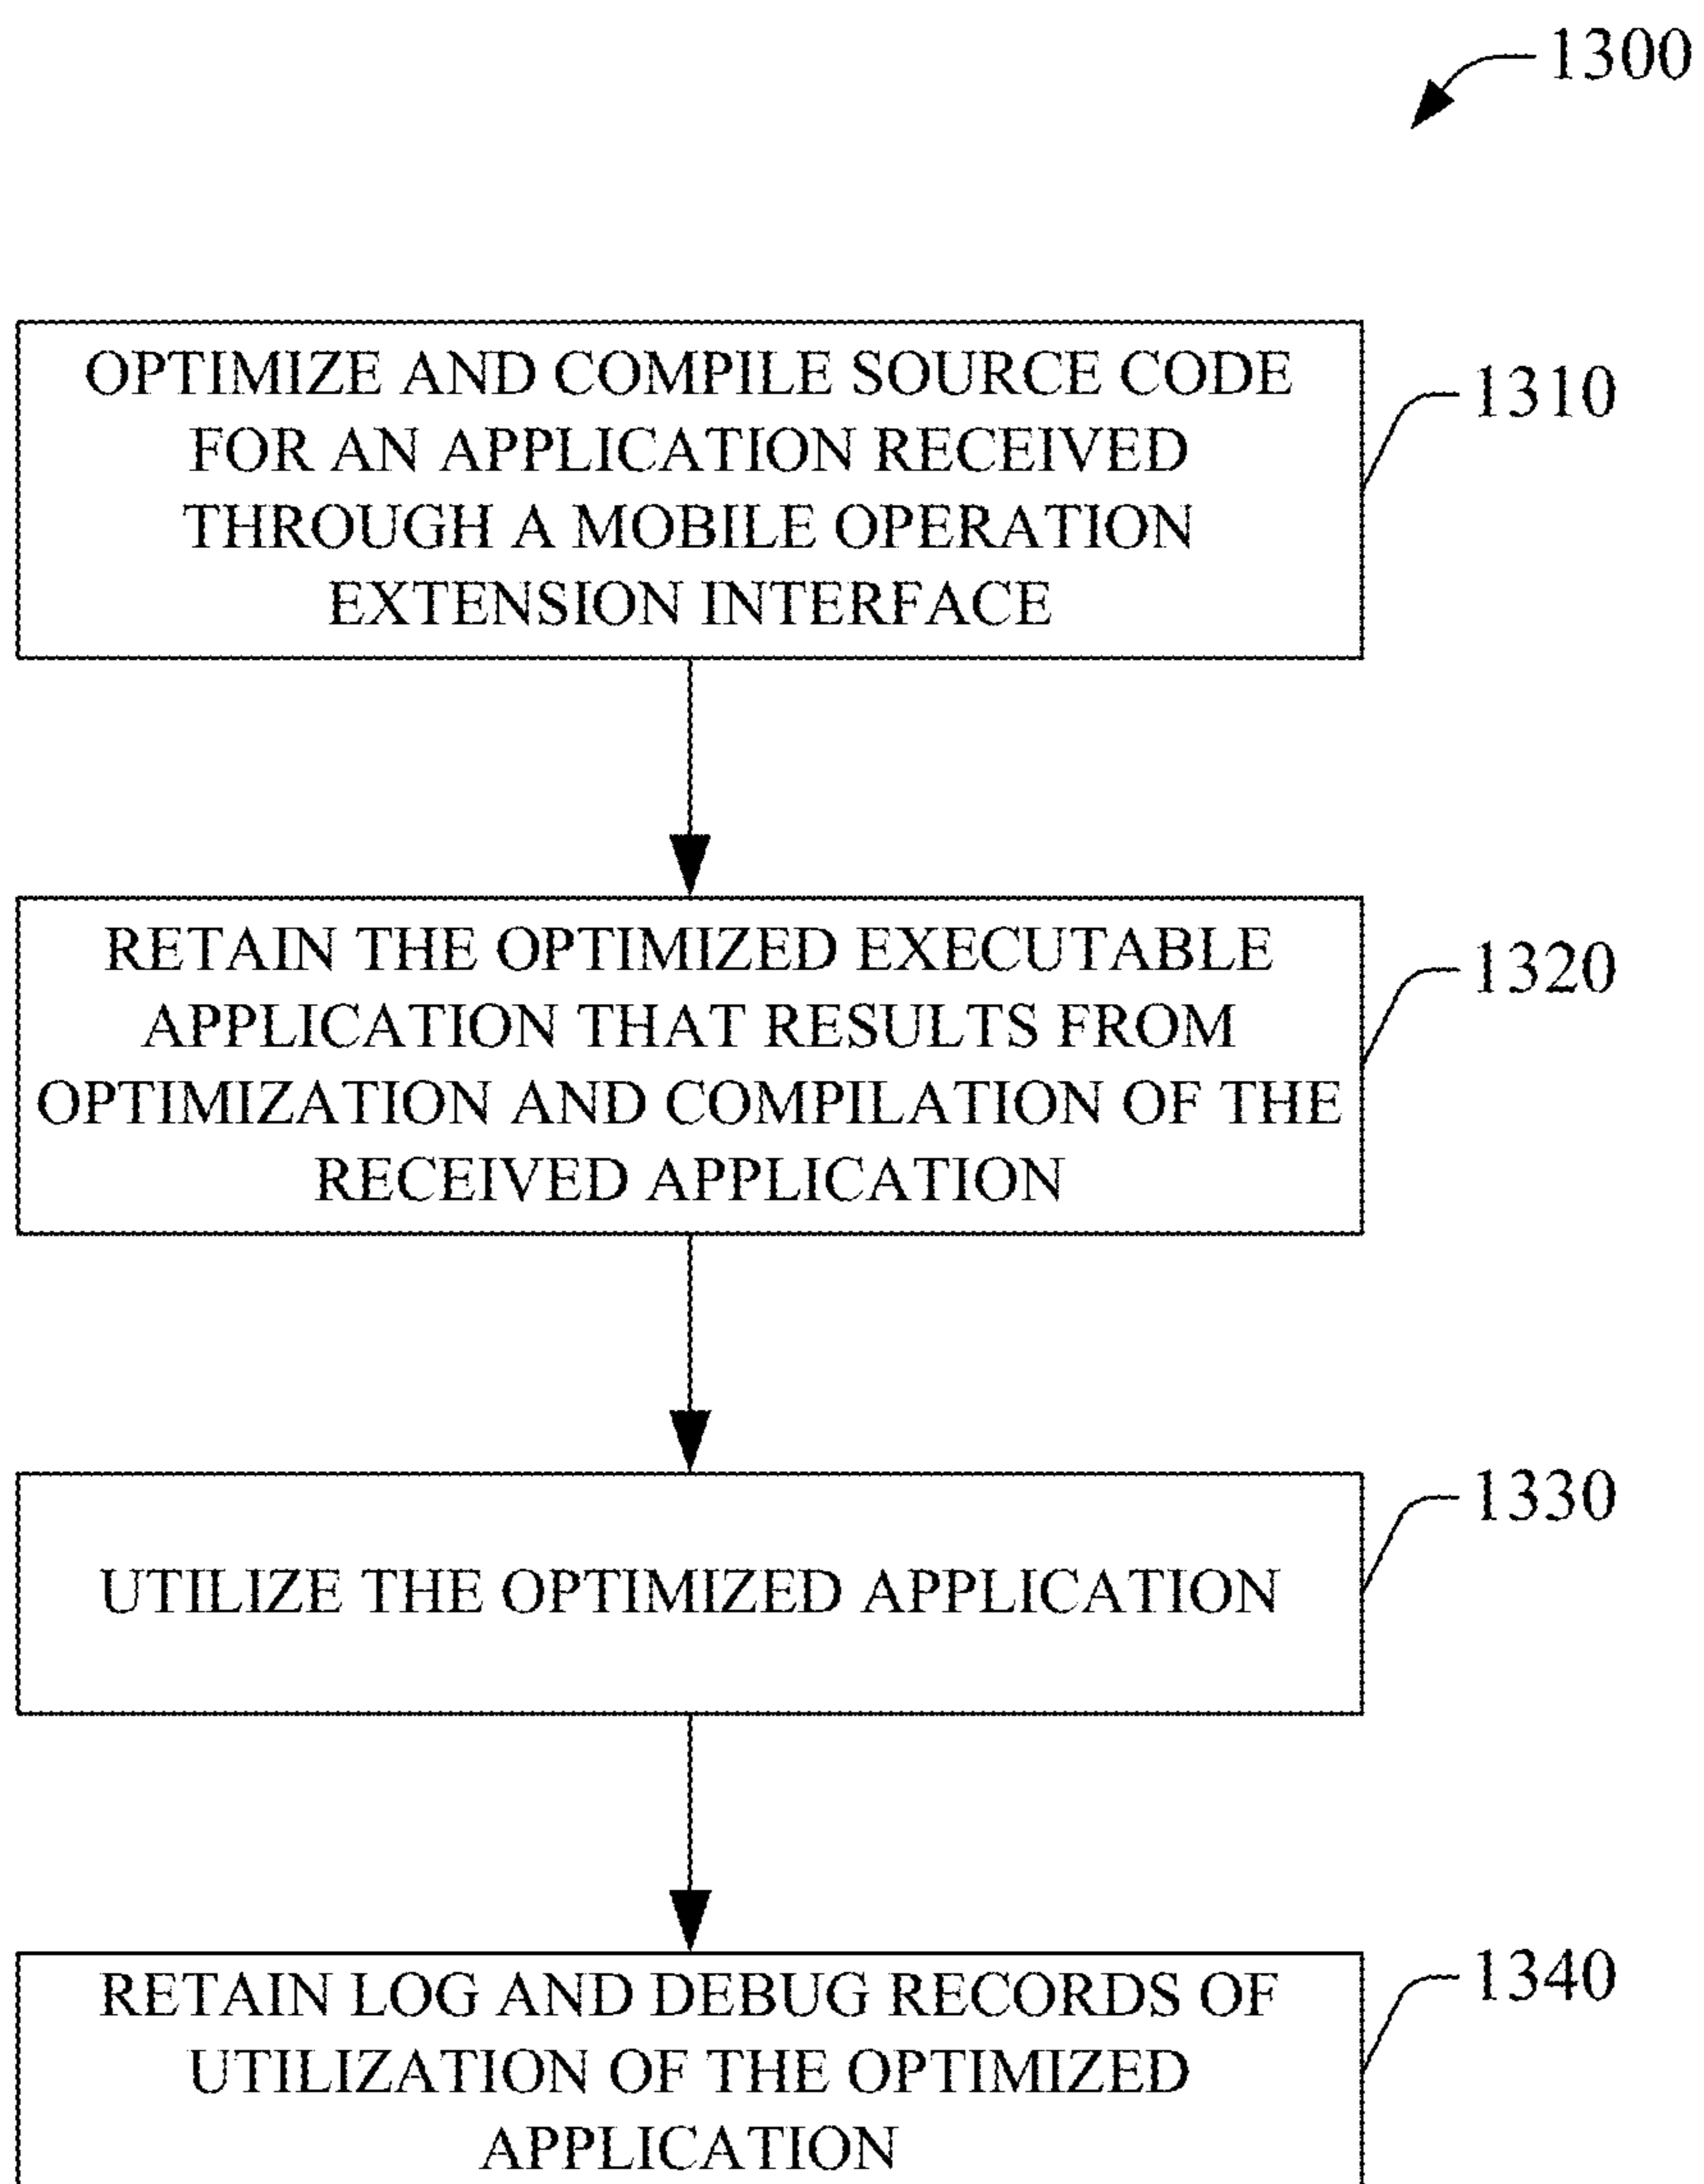 1300
OPTIMIZE AND COMPILE SOURCE CODE
FOR AN APPLICATION RECEIVED
THROUGH A MOBILE OPERATION
EXTENSION INTERFACE
1310
RETAIN THE OPTIMIZED EXECUTABLE
APPLICATION THAT RESULTS FROM
OPTIMIZATION AND COMPILATION OF THE
RECEIVED APPLICATION
1320
UTILIZE THE OPTIMIZED APPLICATION
1330
RETAIN LOG AND DEBUG RECORDS OF
UTILIZATION OF THE OPTIMIZED
APPLICATION
1340